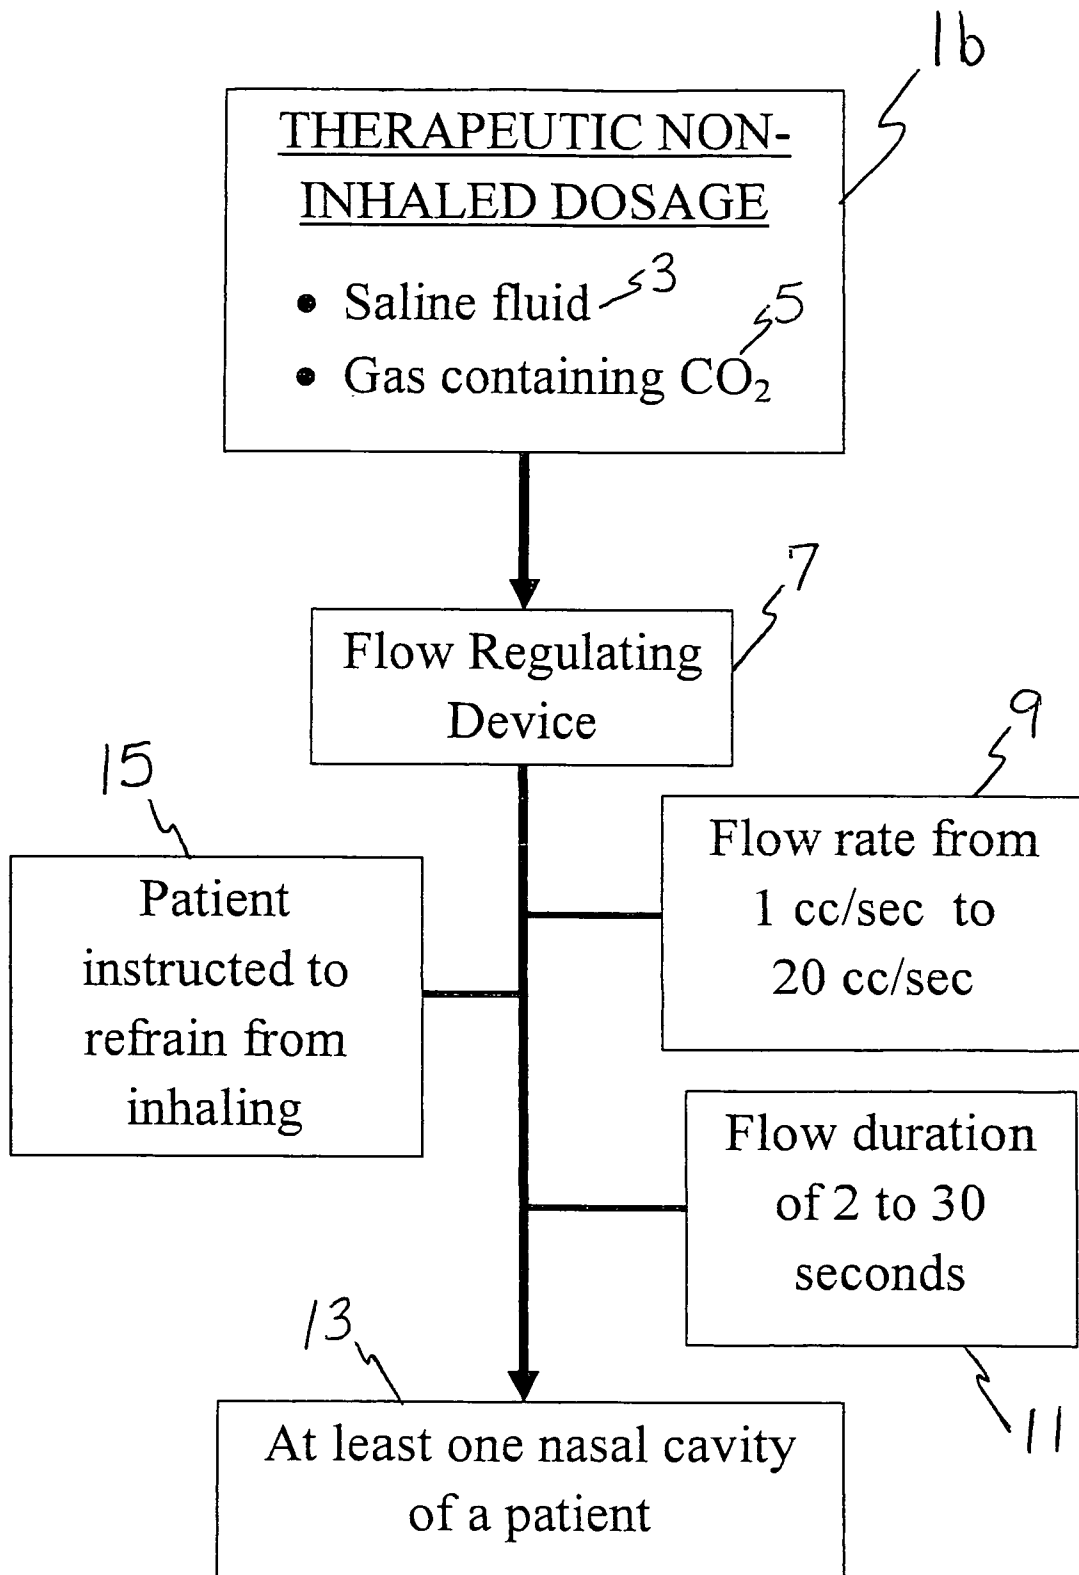 1b
THERAPEUTIC NON-
INHALED DOSAGE
• Saline fluid 3
5
• Gas containing CO₂
7
Flow Regulating
Device
9
15
Flow rate from
1 cc/sec to
20 cc/sec
Patient
instructed to
refrain from
inhaling
Flow duration
of 2 to 30
seconds
13
11
At least one nasal cavity
of a patient